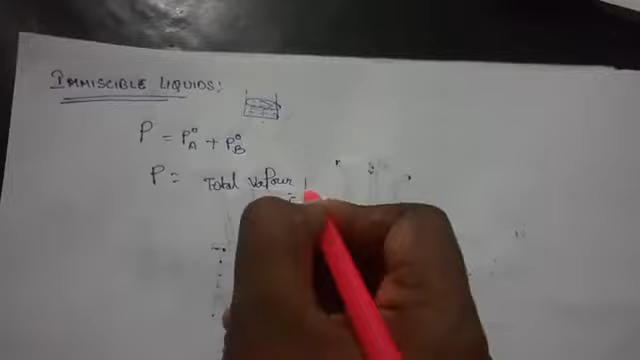 IMMISCIBLE LIQUIDS:
P = P°A + P°B
P = Total Vapour